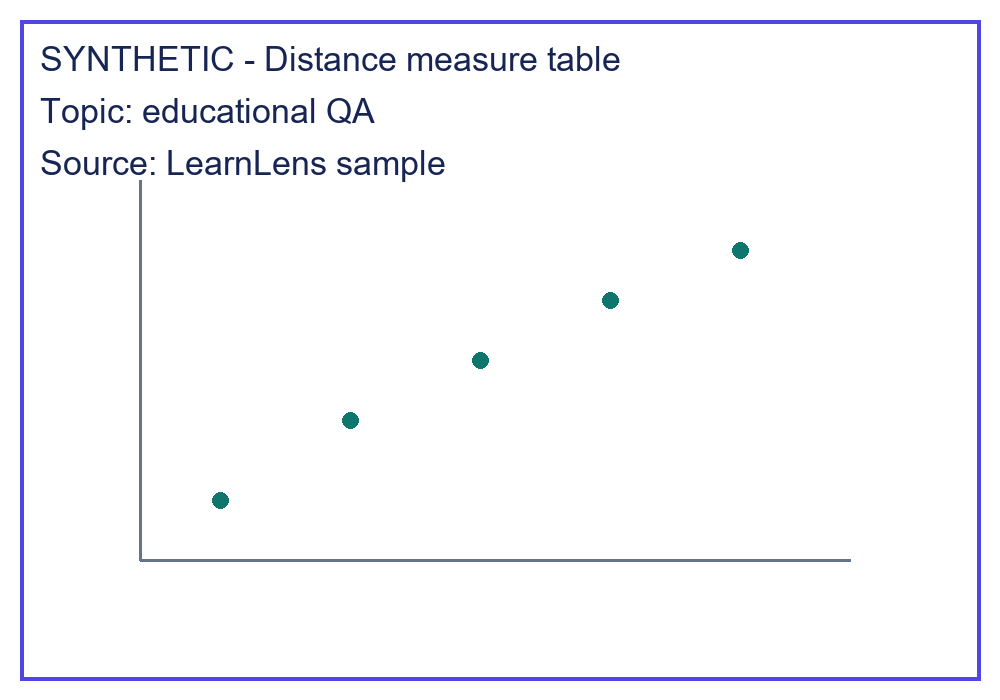 SYNTHETIC - Distance measure table
Topic: educational QA
Source: LearnLens sample